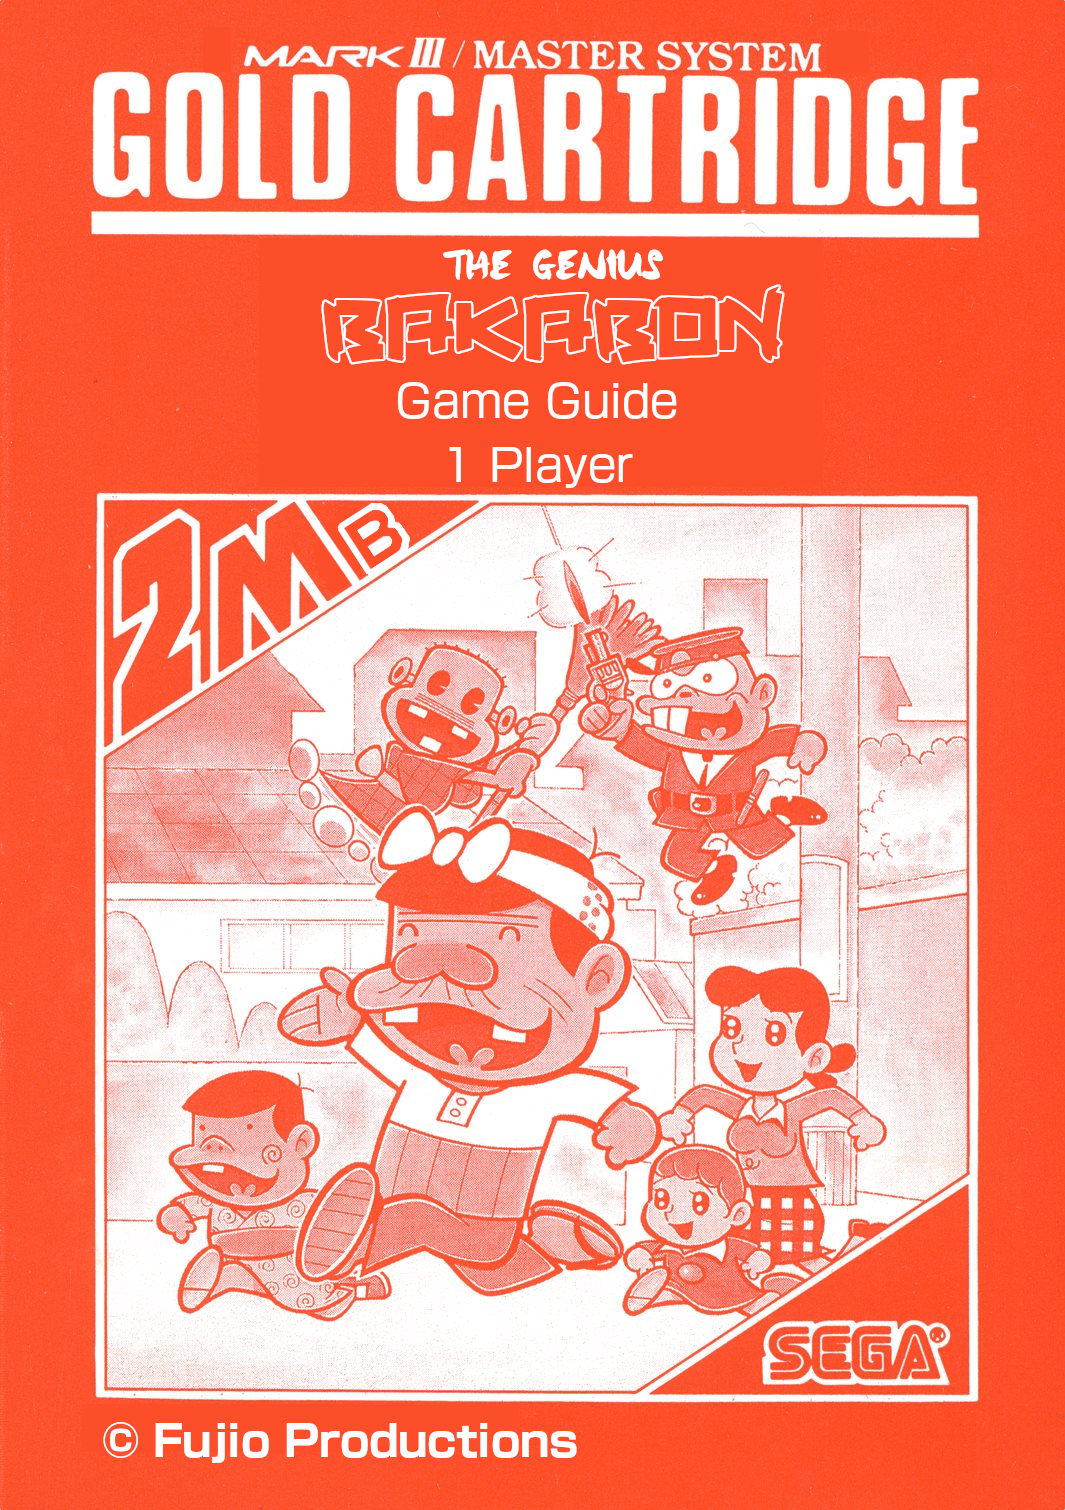 MARK III / MASTER SYSTEM
GOLD CARTRIDGE
THE GENIUS
BAKABON
Game Guide
1 Player
2MB
SEGA®
© Fujio Productions